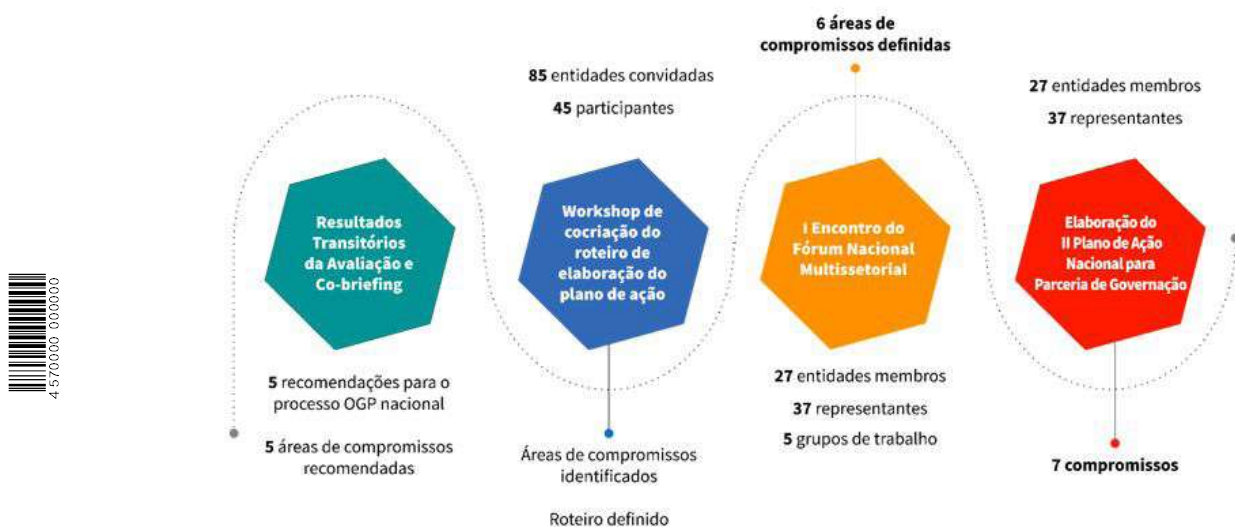 4570000 000000
Resultados
Transitórios
da Avaliação e
Co-briefing
5 recomendações para o
processo OGP nacional
5 áreas de compromissos
recomendadas
85 entidades convidadas
45 participantes
Workshop de
cocriação do
roteiro de
elaboração do
plano de ação
Áreas de compromissos
identificados
Roteiro definido
6 áreas de
compromissos definidas
I Encontro do
Fórum Nacional
Multissetorial
27 entidades membros
37 representantes
5 grupos de trabalho
27 entidades membros
37 representantes
Elaboração do
II Plano de Ação
Nacional para
Parceria de Governação
7 compromissos